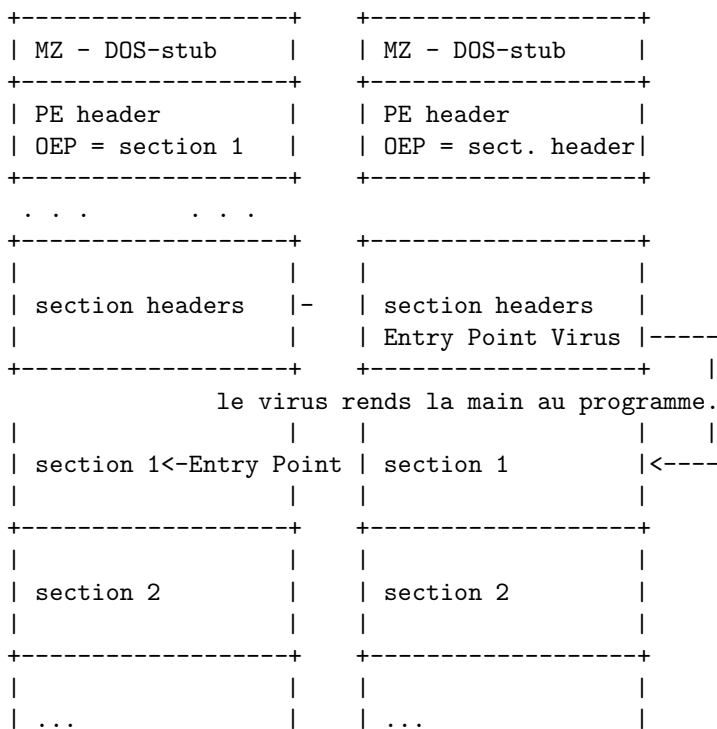 +-------------------+    +-------------------+
| MZ - DOS-stub     |    | MZ - DOS-stub     |
+-------------------+    +-------------------+
| PE header         |    | PE header         |
| OEP = section 1   |    | OEP = sect. header|
+-------------------+    +-------------------+
 . . .       . . .
+-------------------+    +-------------------+
|                   |    |                   |
| section headers   |-   | section headers   |
|                   |    | Entry Point Virus |-----
+-------------------+    +-------------------+    |
               le virus rends la main au programme.
|                   |    |                   |    |
| section 1<-Entry Point | section 1         |<----
|                   |    |                   |
+-------------------+    +-------------------+
|                   |    |                   |
| section 2         |    | section 2         |
|                   |    |                   |
+-------------------+    +-------------------+
|                   |    |                   |
| ...               |    | ...               |